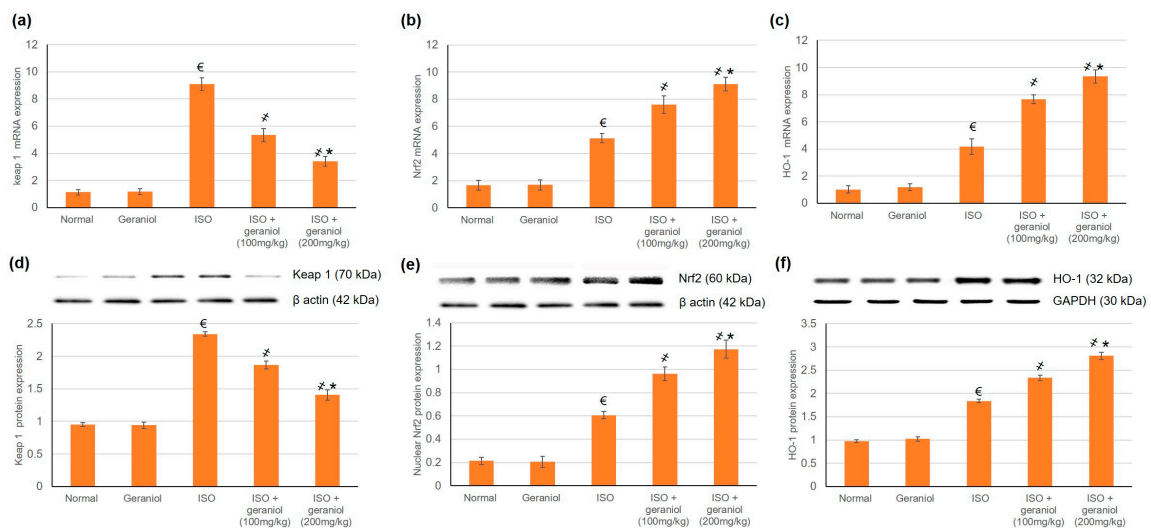 (a)
keap 1 mRNA expression
12
10
8
6
4
2
0
€
҂
҂*
Normal
Geraniol
ISO
ISO +
geraniol
(100mg/kg)
ISO +
geraniol
(200mg/kg)
(b)
Nrf2 mRNA expression
12
10
8
6
4
2
0
€
҂
҂*
Normal
Geraniol
ISO
ISO +
geraniol
(100mg/kg)
ISO +
geraniol
(200mg/kg)
(c)
HO-1 mRNA expression
12
10
8
6
4
2
0
€
҂
҂*
Normal
Geraniol
ISO
ISO +
geraniol
(100mg/kg)
ISO +
geraniol
(200mg/kg)
(d)
Keap 1 (70 kDa)
β actin (42 kDa)
Keap 1 protein expression
2.5
2
1.5
1
0.5
0
€
҂
҂*
Normal
Geraniol
ISO
ISO +
geraniol
(100mg/kg)
ISO +
geraniol
(200mg/kg)
(e)
Nrf2 (60 kDa)
β actin (42 kDa)
Nuclear Nrf2 protein expression
1.4
1.2
1
0.8
0.6
0.4
0.2
0
€
҂
҂*
Normal
Geraniol
ISO
ISO +
geraniol
(100mg/kg)
ISO +
geraniol
(200mg/kg)
(f)
HO-1 (32 kDa)
GAPDH (30 kDa)
HO-1 protein expression
3.5
3
2.5
2
1.5
1
0.5
0
€
҂
҂*
Normal
Geraniol
ISO
ISO +
geraniol
(100mg/kg)
ISO +
geraniol
(200mg/kg)